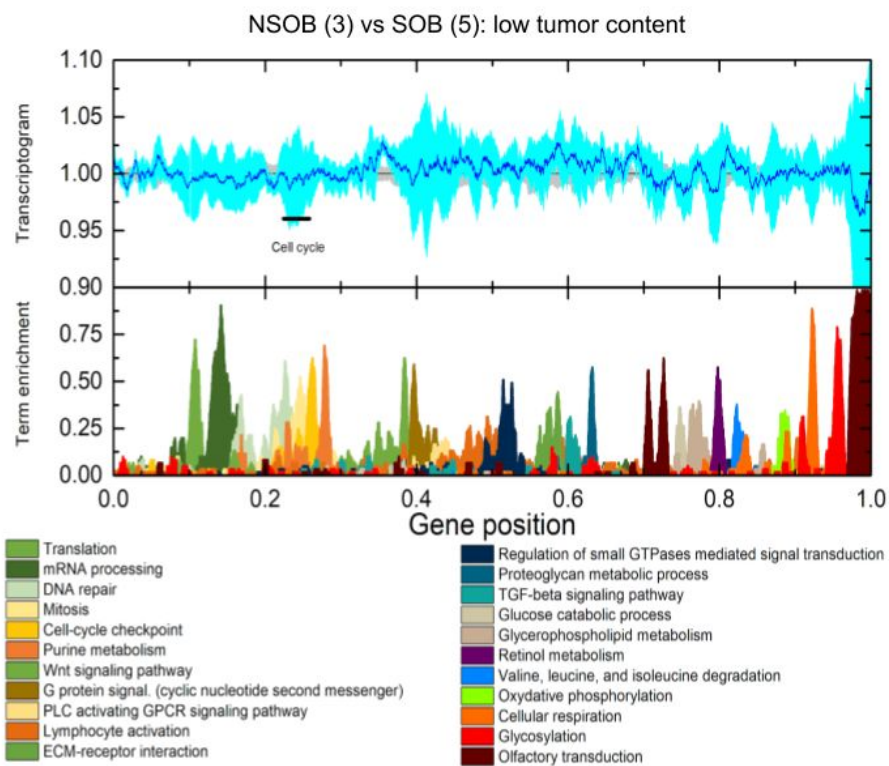 NSOB (3) vs SOB (5): low tumor content
Transcriptogram
1.10
1.05
1.00
0.95
0.90
Cell cycle
Term enrichment
0.75
0.50
0.25
0.00
0.0 0.2 0.4 0.6 0.8 1.0
Gene position
Translation
mRNA processing
DNA repair
Mitosis
Cell-cycle checkpoint
Purine metabolism
Wnt signaling pathway
G protein signal. (cyclic nucleotide second messenger)
PLC activating GPCR signaling pathway
Lymphocyte activation
ECM-receptor interaction
Regulation of small GTPases mediated signal transduction
Proteoglycan metabolic process
TGF-beta signaling pathway
Glucose catabolic process
Glycerophospholipid metabolism
Retinol metabolism
Valine, leucine, and isoleucine degradation
Oxydative phosphorylation
Cellular respiration
Glycosylation
Olfactory transduction